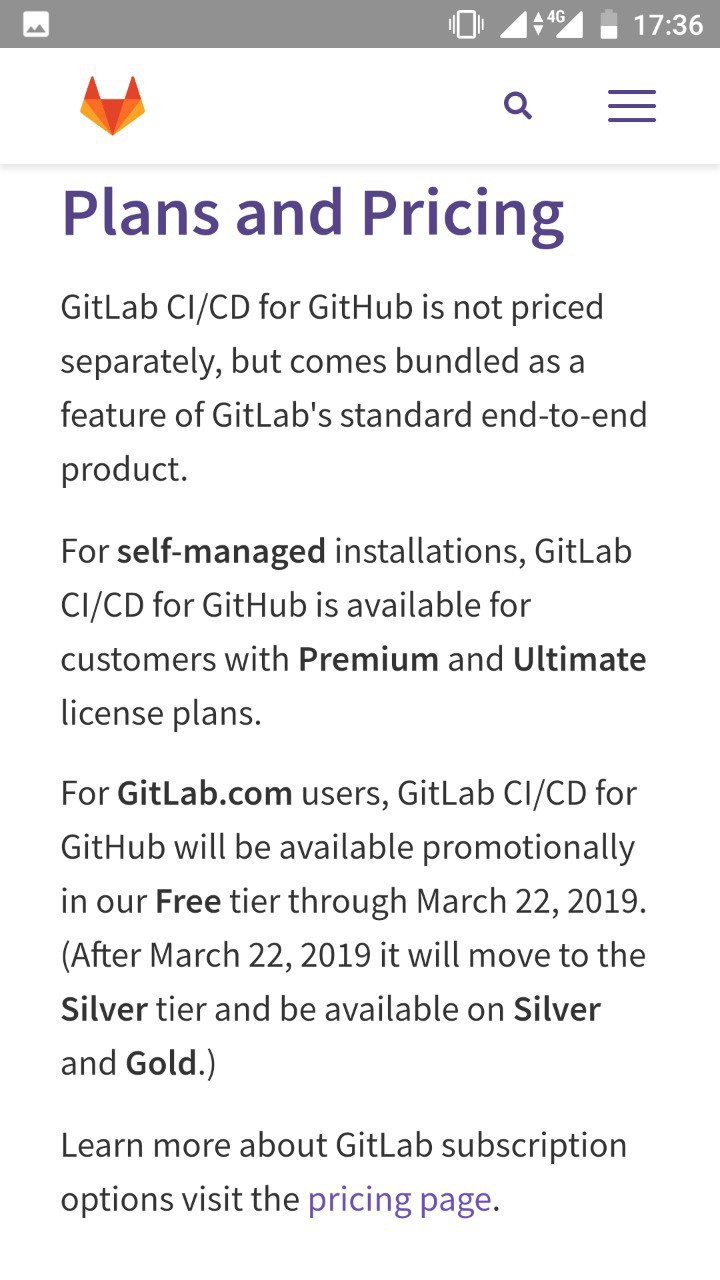 4G 17:36
Plans and Pricing
GitLab CI/CD for GitHub is not priced
separately, but comes bundled as a
feature of GitLab's standard end-to-end
product.
For self-managed installations, GitLab
CI/CD for GitHub is available for
customers with Premium and Ultimate
license plans.
For GitLab.com users, GitLab CI/CD for
GitHub will be available promotionally
in our Free tier through March 22, 2019.
(After March 22, 2019 it will move to the
Silver tier and be available on Silver
and Gold.)
Learn more about GitLab subscription
options visit the pricing page.